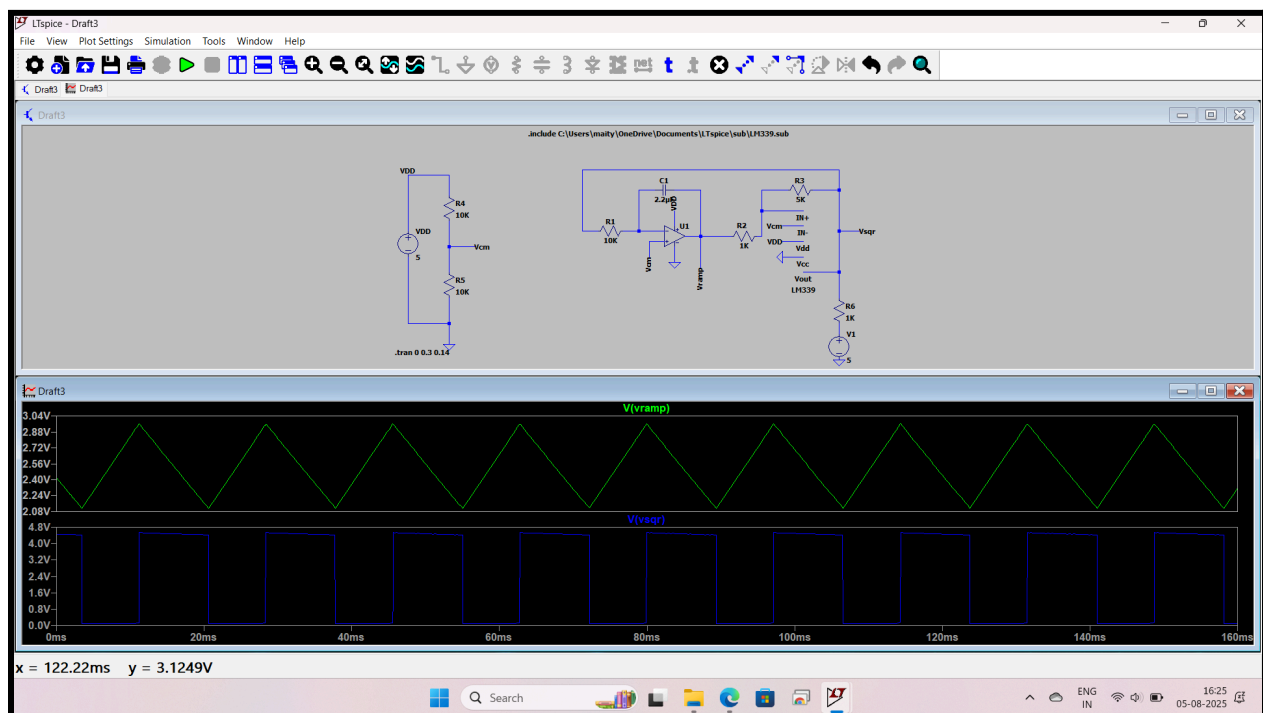 LTspice - Draft3
File View Plot Settings Simulation Tools Window Help
Draft3 Draft3
Draft3
.include C:\Users\maity\OneDrive\Documents\LTspice\sub\LM339.sub
VDD
R4
10K
VDD
5
Vcm
R5
10K
.tran 0 0.3 0.14
C1
2.2µ
VDD
R1
10K
U1
Vcm
Vramp
R2
1K
R3
5K
IN+
Vcm
IN-
VDD
Vdd
Vcc
Vout
LM339
Vsqr
R6
1K
V1
5
Draft3
V(vramp)
3.04V
2.88V
2.72V
2.56V
2.40V
2.24V
2.08V
V(vsqr)
4.8V
4.0V
3.2V
2.4V
1.6V
0.8V
0.0V
0ms 20ms 40ms 60ms 80ms 100ms 120ms 140ms 160ms
x = 122.22ms y = 3.1249V
Search
ENG
IN
16:25
05-08-2025